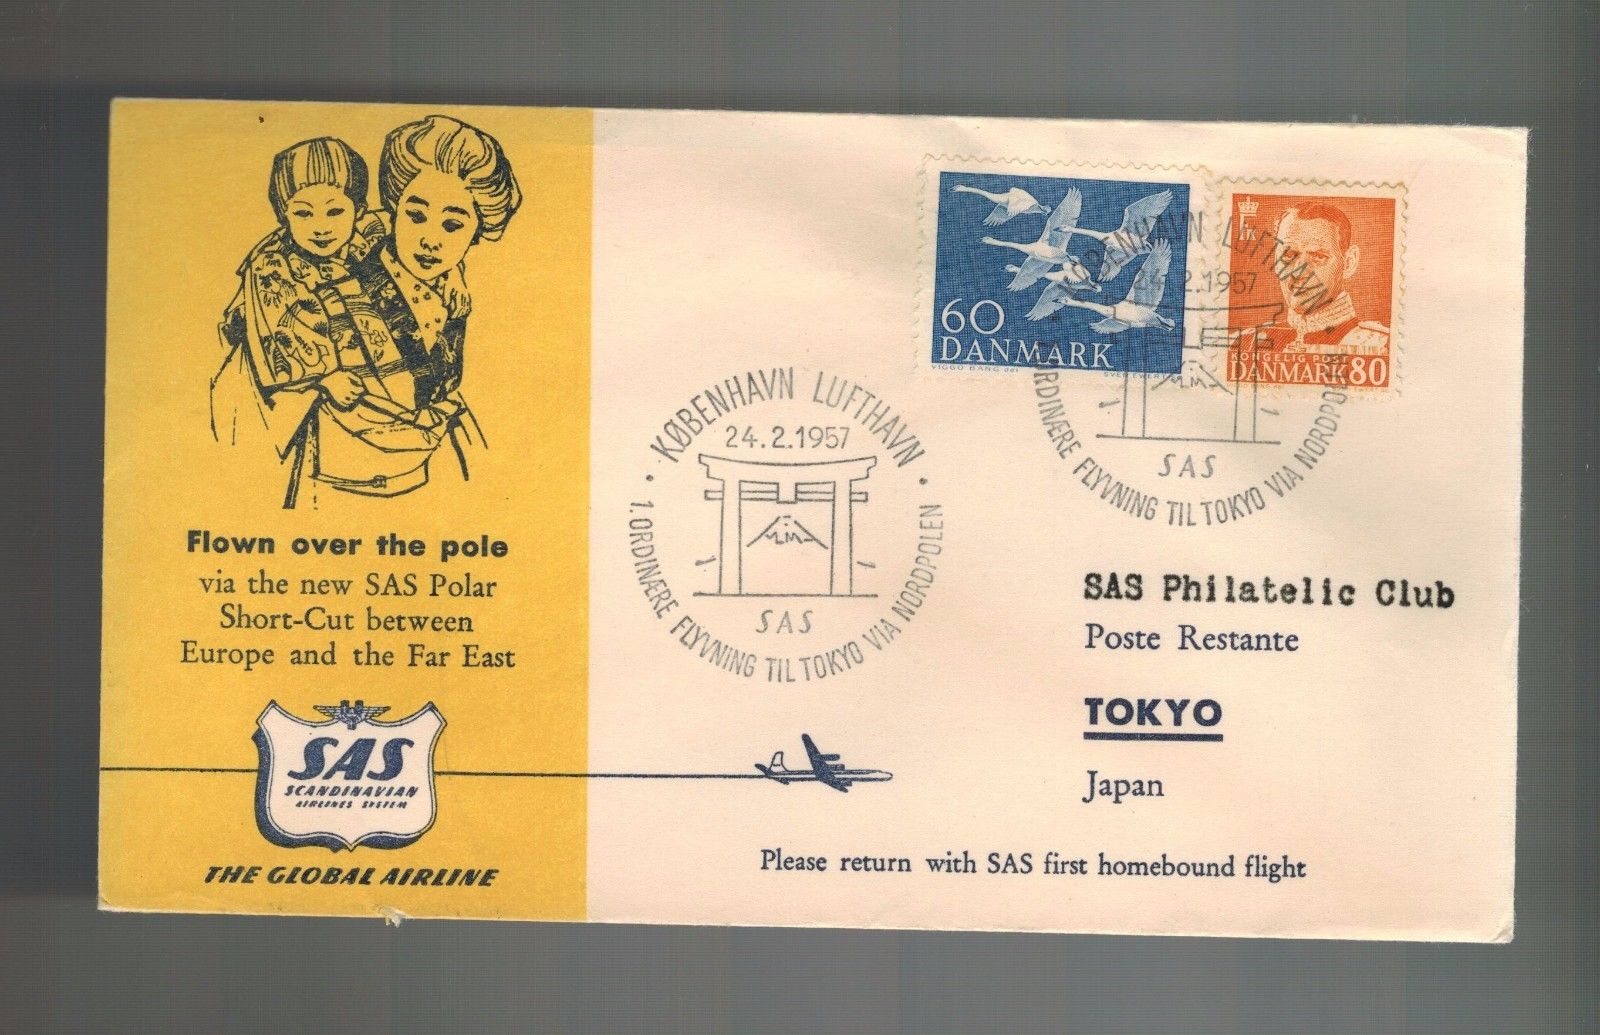 Flown over the pole
via the new SAS Polar
Short-Cut between
Europe and the Far East
SAS
SCANDINAVIAN
AIRLINES SYSTEM
THE GLOBAL AIRLINE
KØBENHAVN LUFTHAVN
24.2.1957
SAS
1. ORDINÆRE FLYVNING TIL TOKYO VIA NORDPOLEN
60
DANMARK
VIGGO BANG del.
KONGELIG POST
DANMARK 80
KØBENHAVN LUFTHAVN
24.2.1957
SAS
1. ORDINÆRE FLYVNING TIL TOKYO VIA NORDPOLEN
SAS Philatelic Club
Poste Restante
TOKYO
Japan
Please return with SAS first homebound flight